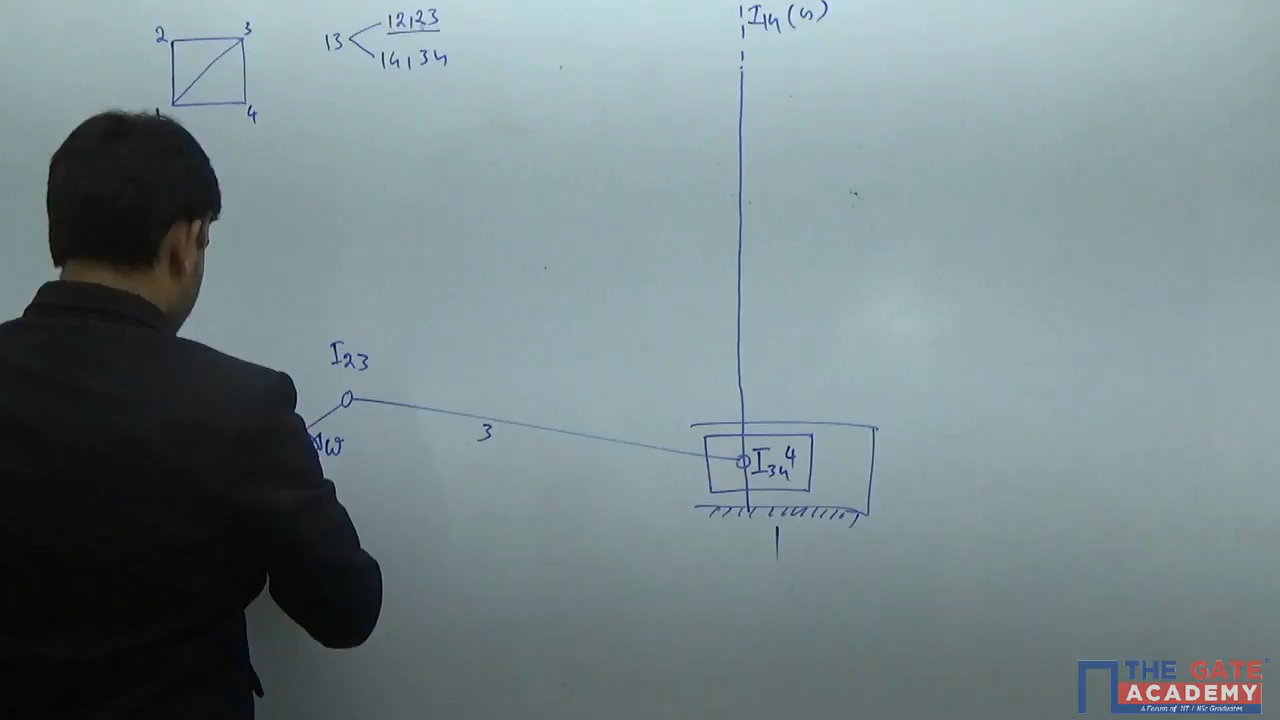 2 3
1 4
13
12,23
14,34
I14(∞)
I23
ω
3
I34
4
1
THE GATE
ACADEMY
A Forum of IIT / IISc Graduates